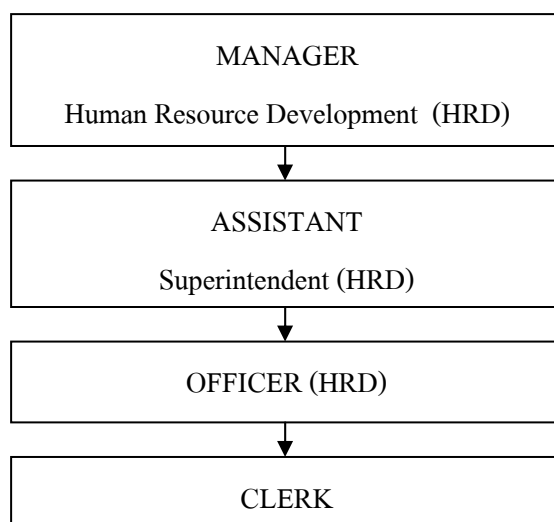 MANAGER
Human Resource Development (HRD)
ASSISTANT
Superintendent (HRD)
OFFICER (HRD)
CLERK